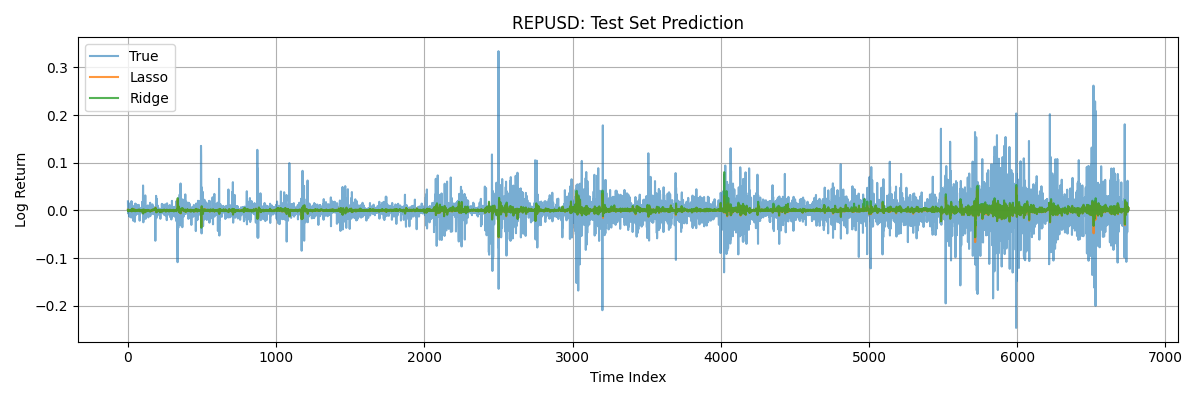 REPUSD: Test Set Prediction
True
Lasso
Ridge
Log Return
0.3
0.2
0.1
0.0
−0.1
−0.2
0 1000 2000 3000 4000 5000 6000 7000
Time Index